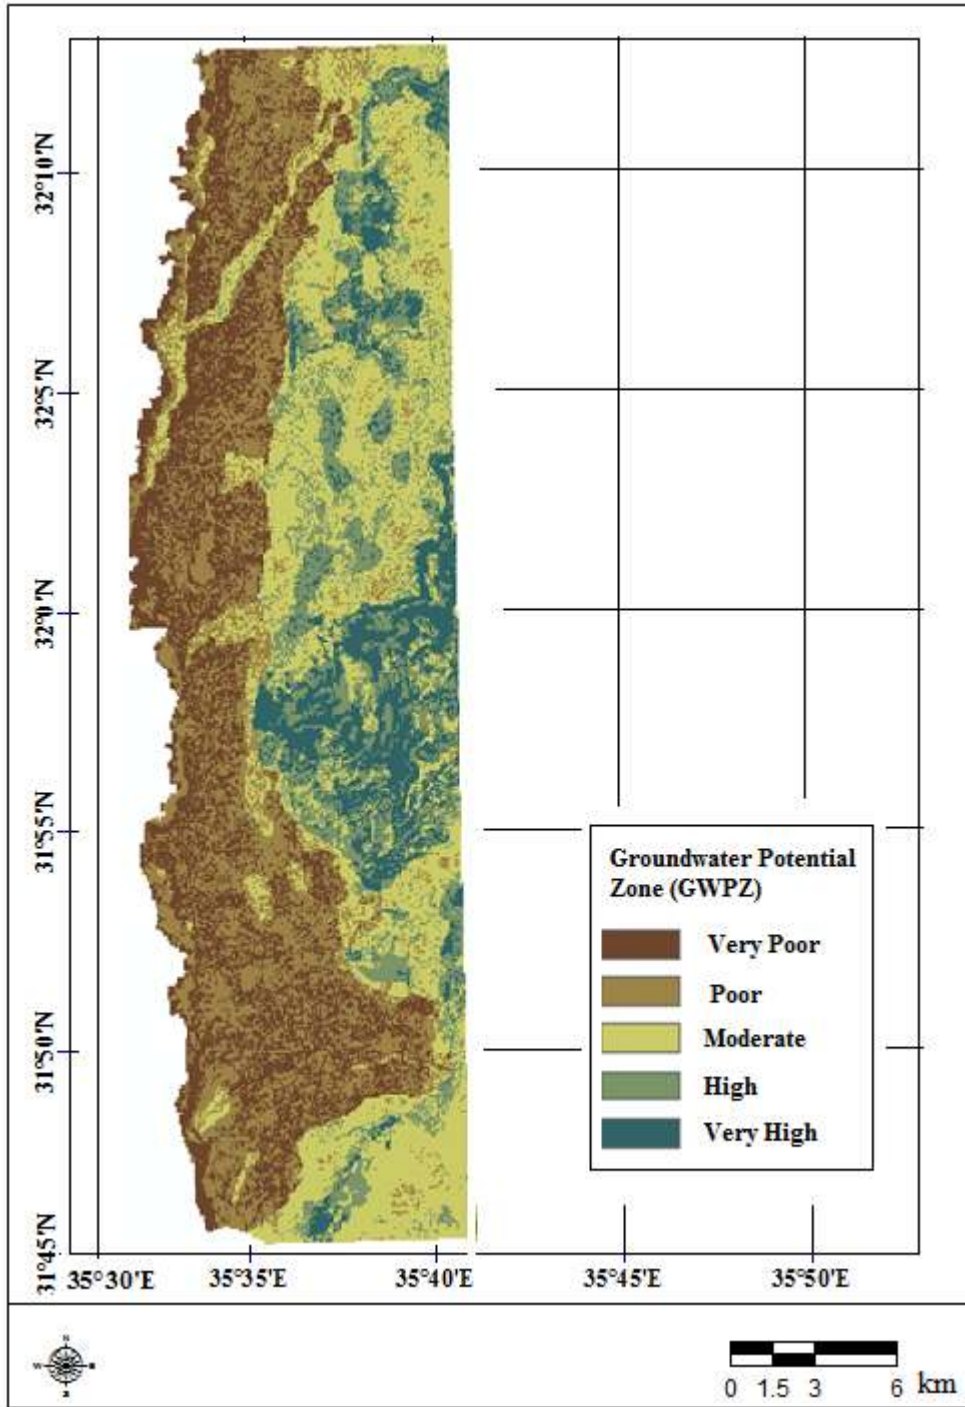 32°10'N
32°5'N
32°0'N
31°55'N
31°50'N
31°45'N
Groundwater Potential
Zone (GWPZ)
Very Poor
Poor
Moderate
High
Very High
35°30'E 35°35'E 35°40'E 35°45'E 35°50'E
N
W E
S
0 1.5 3 6 km